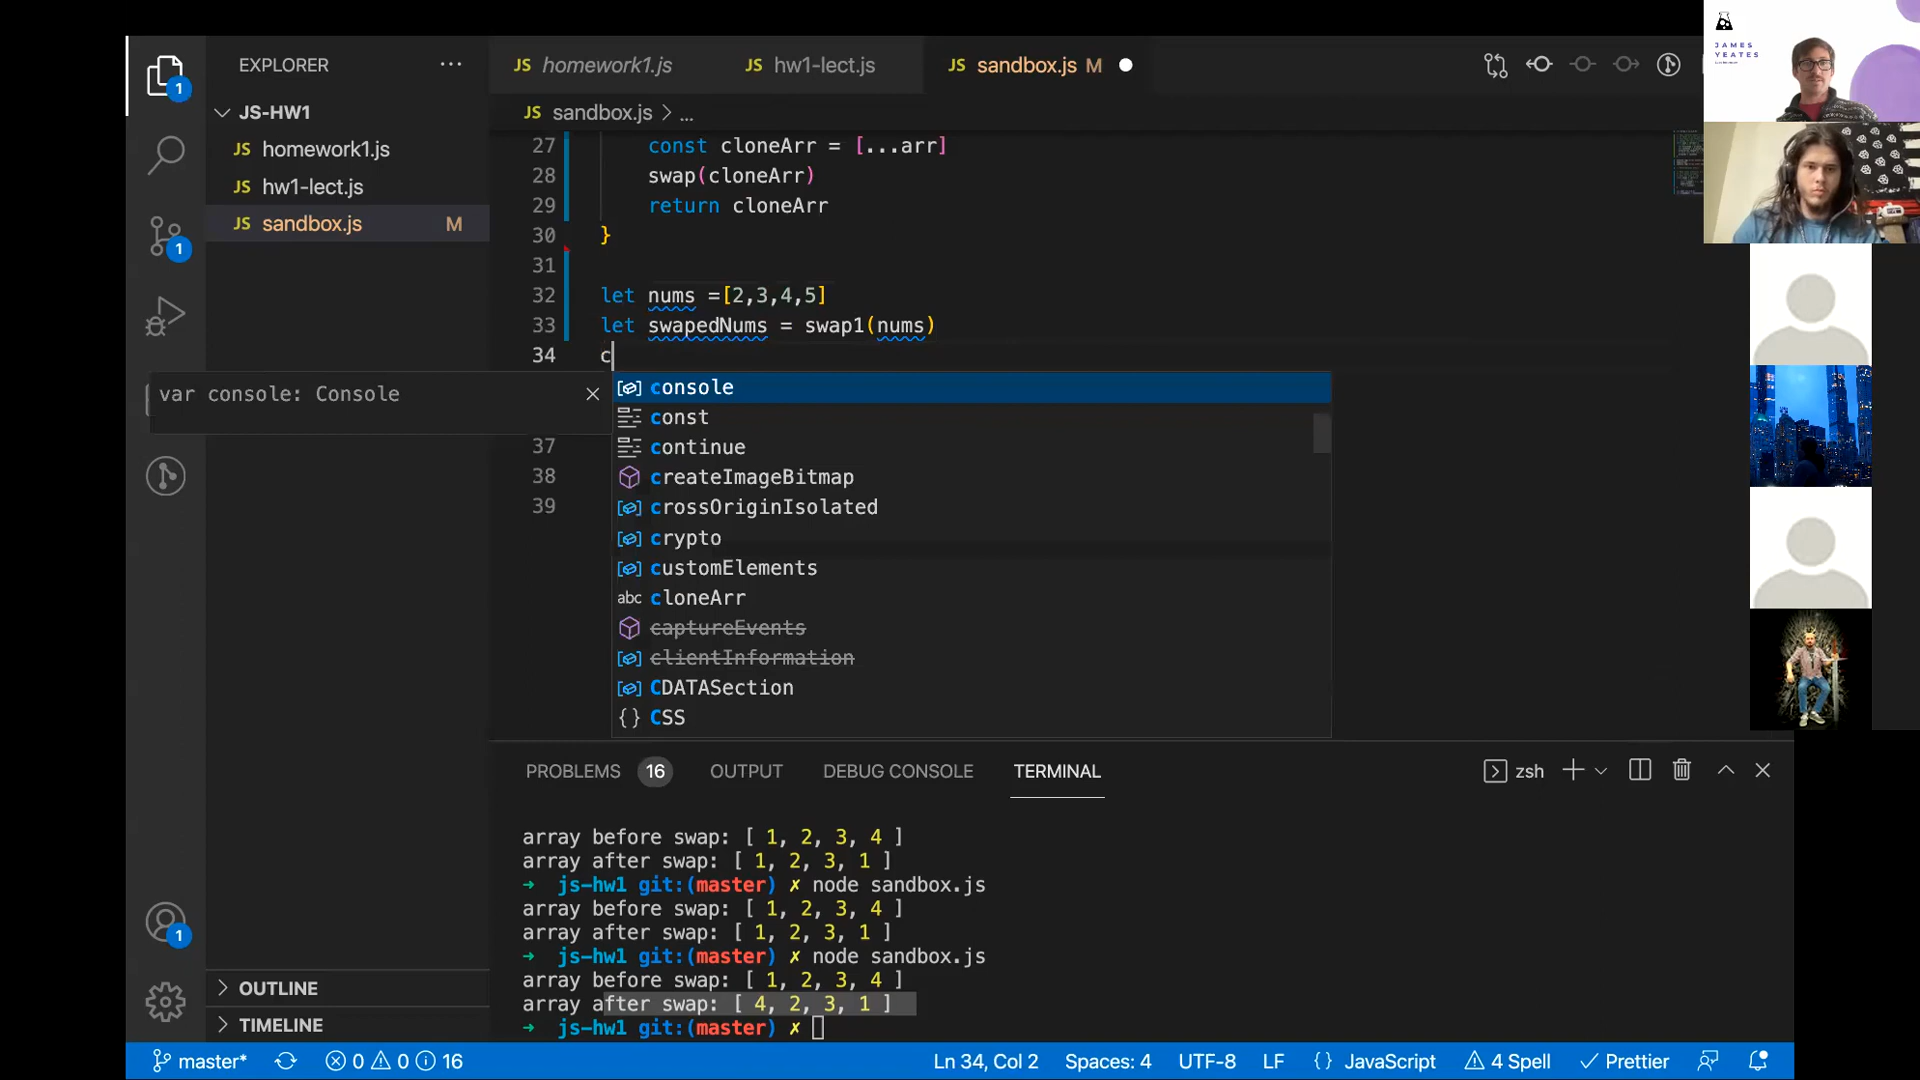 EXPLORER
...
JS homework1.js
JS hw1-lect.js
JS sandbox.js M
JAMES
YEATES
1
JS-HW1
JS homework1.js
JS hw1-lect.js
JS sandbox.js M
1
JS sandbox.js > ...
27 const cloneArr = [...arr]
28 swap(cloneArr)
29 return cloneArr
30 }
31
32 let nums =[2,3,4,5]
33 let swapedNums = swap1(nums)
34 c
var console: Console
console
const
continue
createImageBitmap
crossOriginIsolated
crypto
customElements
abc cloneArr
captureEvents
clientInformation
CDATASection
{} CSS
37
38
39
PROBLEMS 16 OUTPUT DEBUG CONSOLE TERMINAL
zsh
array before swap: [ 1, 2, 3, 4 ]
array after swap: [ 1, 2, 3, 1 ]
➜ js-hw1 git:(master) ✗ node sandbox.js
array before swap: [ 1, 2, 3, 4 ]
array after swap: [ 1, 2, 3, 1 ]
➜ js-hw1 git:(master) ✗ node sandbox.js
array before swap: [ 1, 2, 3, 4 ]
array after swap: [ 4, 2, 3, 1 ]
➜ js-hw1 git:(master) ✗
1
OUTLINE
TIMELINE
master* 0 0 16
Ln 34, Col 2 Spaces: 4 UTF-8 LF {} JavaScript 4 Spell Prettier